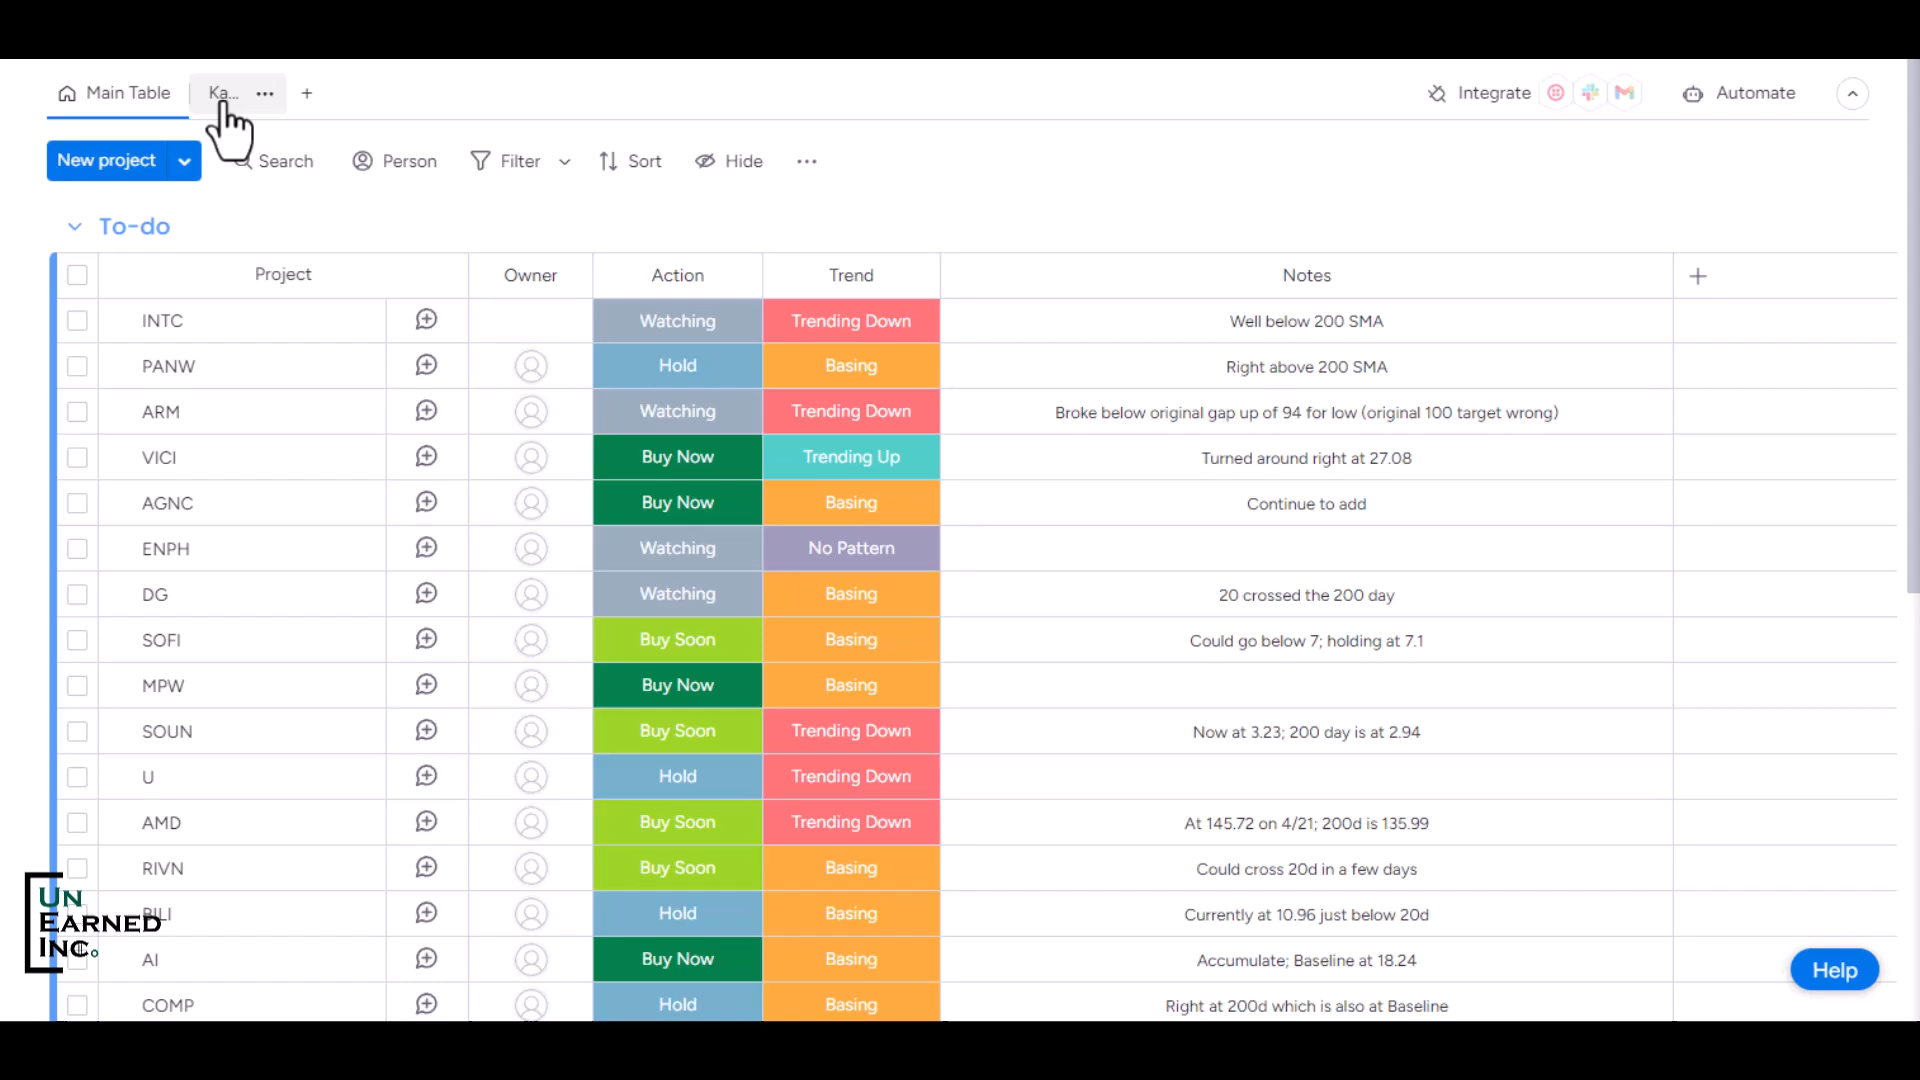 Main Table
Ka...
Integrate
Automate
New project
Search
Person
Filter
Sort
Hide
To-do
Project Owner Action Trend Notes
INTC Watching Trending Down Well below 200 SMA
PANW Hold Basing Right above 200 SMA
ARM Watching Trending Down Broke below original gap up of 94 for low (original 100 target wrong)
VICI Buy Now Trending Up Turned around right at 27.08
AGNC Buy Now Basing Continue to add
ENPH Watching No Pattern
DG Watching Basing 20 crossed the 200 day
SOFI Buy Soon Basing Could go below 7; holding at 7.1
MPW Buy Now Basing
SOUN Buy Soon Trending Down Now at 3.23; 200 day is at 2.94
U Hold Trending Down
AMD Buy Soon Trending Down At 145.72 on 4/21; 200d is 135.99
RIVN Buy Soon Basing Could cross 20d in a few days
BILI Hold Basing Currently at 10.96 just below 20d
AI Buy Now Basing Accumulate; Baseline at 18.24
COMP Hold Basing Right at 200d which is also at Baseline
UN
EARNED
INC.
Help